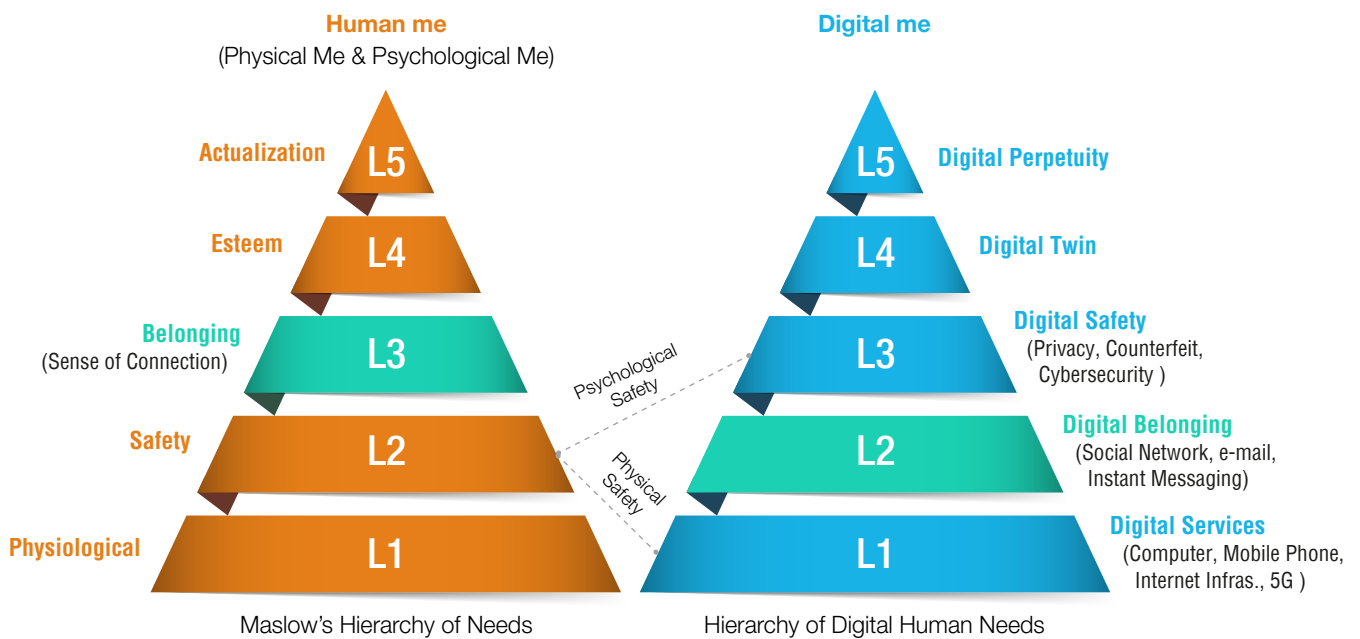 Human me
(Physical Me & Psychological Me)
Actualization
L5
Esteem
L4
Belonging
(Sense of Connection)
L3
Safety
L2
Physiological
L1
Maslow's Hierarchy of Needs
Psychological
Safety
Physical
Safety
Digital me
L5
Digital Perpetuity
L4
Digital Twin
L3
Digital Safety
(Privacy, Counterfeit,
Cybersecurity )
L2
Digital Belonging
(Social Network, e-mail,
Instant Messaging)
L1
Digital Services
(Computer, Mobile Phone,
Internet Infras., 5G )
Hierarchy of Digital Human Needs